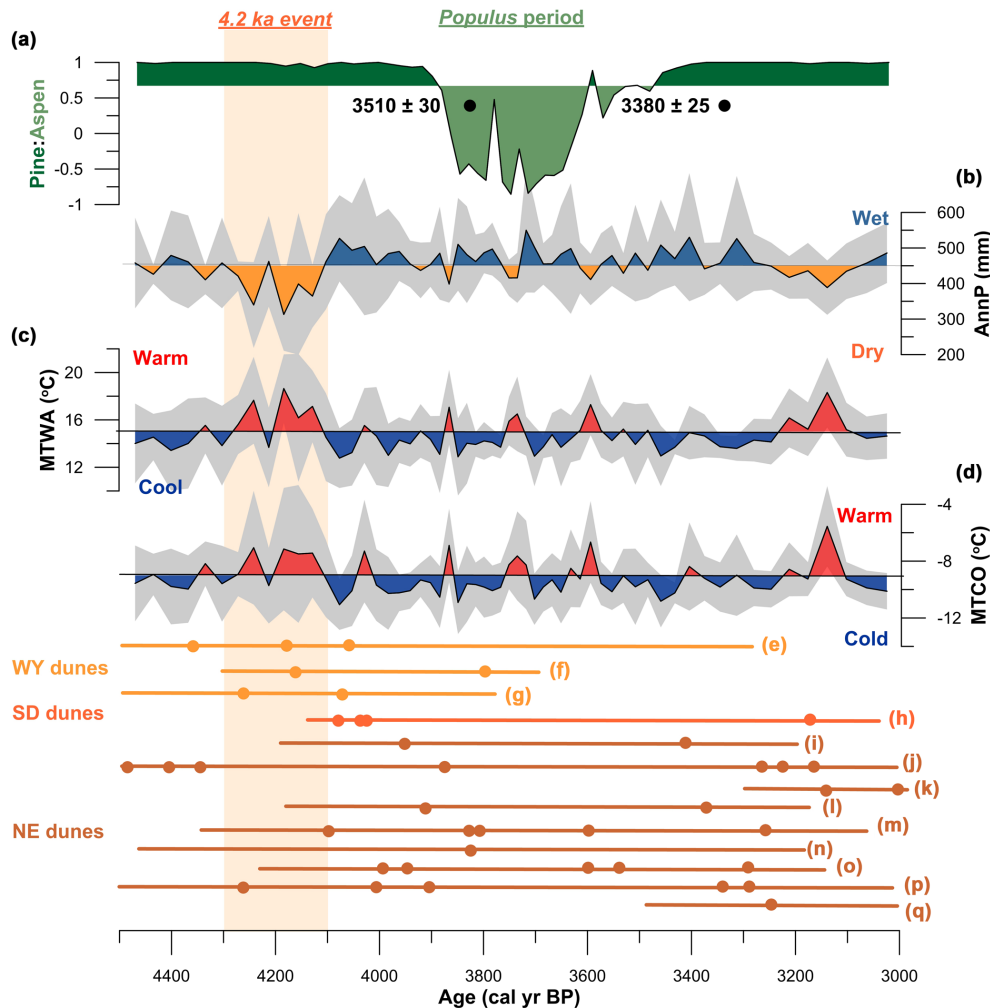 4.2 ka event
Populus period
(a)
1
0.5
0
-0.5
-1
Pine:Aspen
3510 ± 30
3380 ± 25
(b)
Wet
600
500
400
300
200
AnnP (mm)
Dry
(c)
Warm
20
16
12
MTWA (oC)
Cool
(d)
Warm
-4
-8
-12
MTCO (oC)
Cold
(e)
WY dunes
(f)
(g)
SD dunes
(h)
(i)
(j)
(k)
(l)
NE dunes
(m)
(n)
(o)
(p)
(q)
4400 4200 4000 3800 3600 3400 3200 3000
Age (cal yr BP)